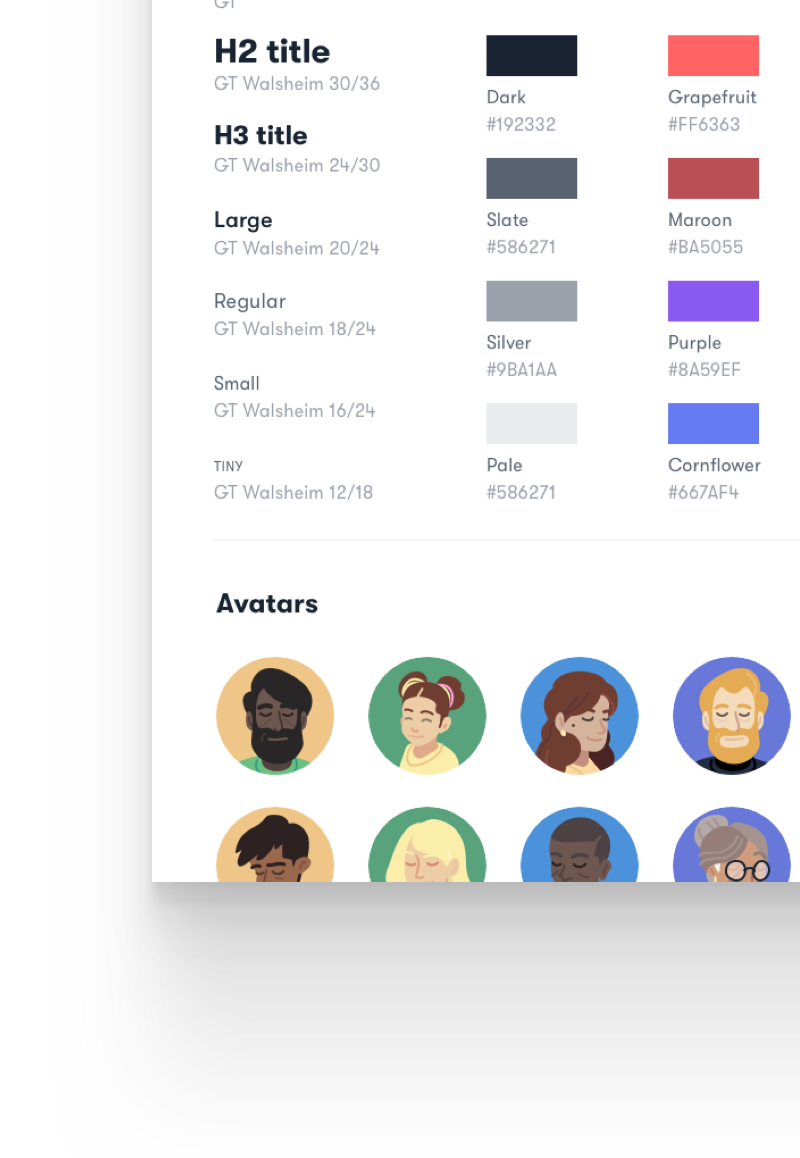 GT
H2 title
GT Walsheim 30/36
H3 title
GT Walsheim 24/30
Large
GT Walsheim 20/24
Regular
GT Walsheim 18/24
Small
GT Walsheim 16/24
TINY
GT Walsheim 12/18
Dark
#192332
Slate
#586271
Silver
#9BA1AA
Pale
#586271
Grapefruit
#FF6363
Maroon
#BA5055
Purple
#8A59EF
Cornflower
#667AF4
Avatars